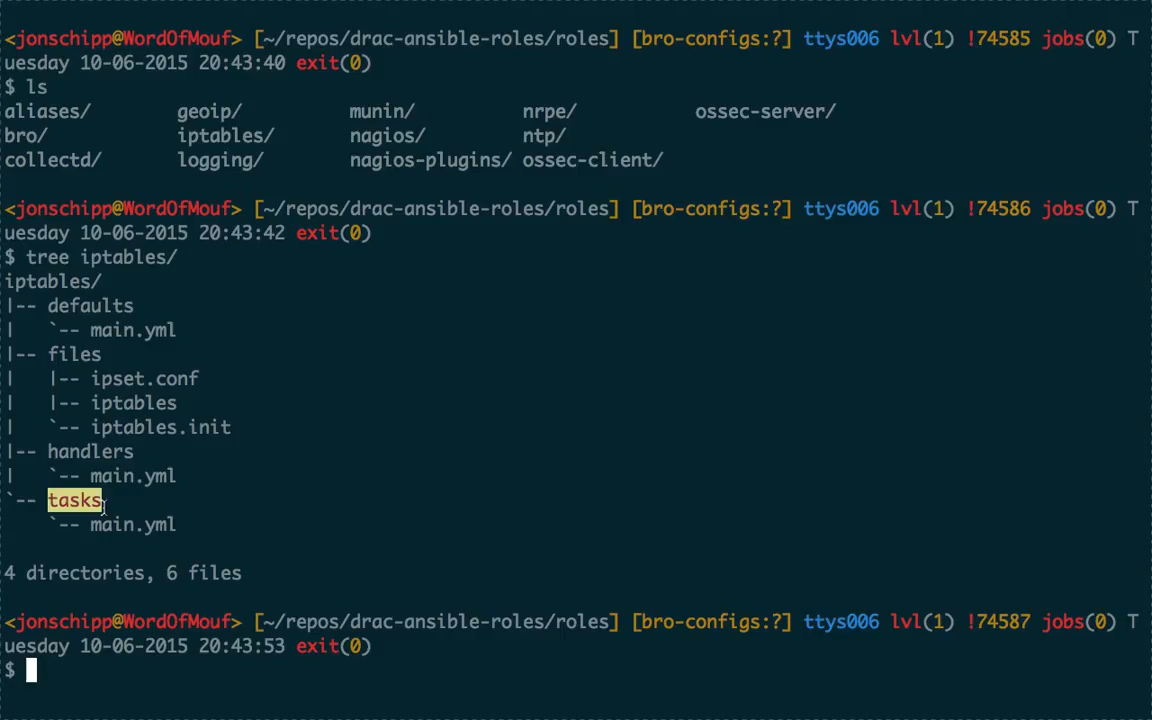 <jonschipp@WordOfMouf> [~/repos/drac-ansible-roles/roles] [bro-configs:?] ttys006 lvl(1) !74585 jobs(0) T
uesday 10-06-2015 20:43:40 exit(0)
$ ls
aliases/        geoip/          munin/          nrpe/           ossec-server/
bro/            iptables/       nagios/         ntp/
collectd/       logging/        nagios-plugins/ ossec-client/
<jonschipp@WordOfMouf> [~/repos/drac-ansible-roles/roles] [bro-configs:?] ttys006 lvl(1) !74586 jobs(0) T
uesday 10-06-2015 20:43:42 exit(0)
$ tree iptables/
iptables/
|-- defaults
|   `-- main.yml
|-- files
|   |-- ipset.conf
|   |-- iptables
|   `-- iptables.init
|-- handlers
|   `-- main.yml
`-- tasks
    `-- main.yml
4 directories, 6 files
<jonschipp@WordOfMouf> [~/repos/drac-ansible-roles/roles] [bro-configs:?] ttys006 lvl(1) !74587 jobs(0) T
uesday 10-06-2015 20:43:53 exit(0)
$